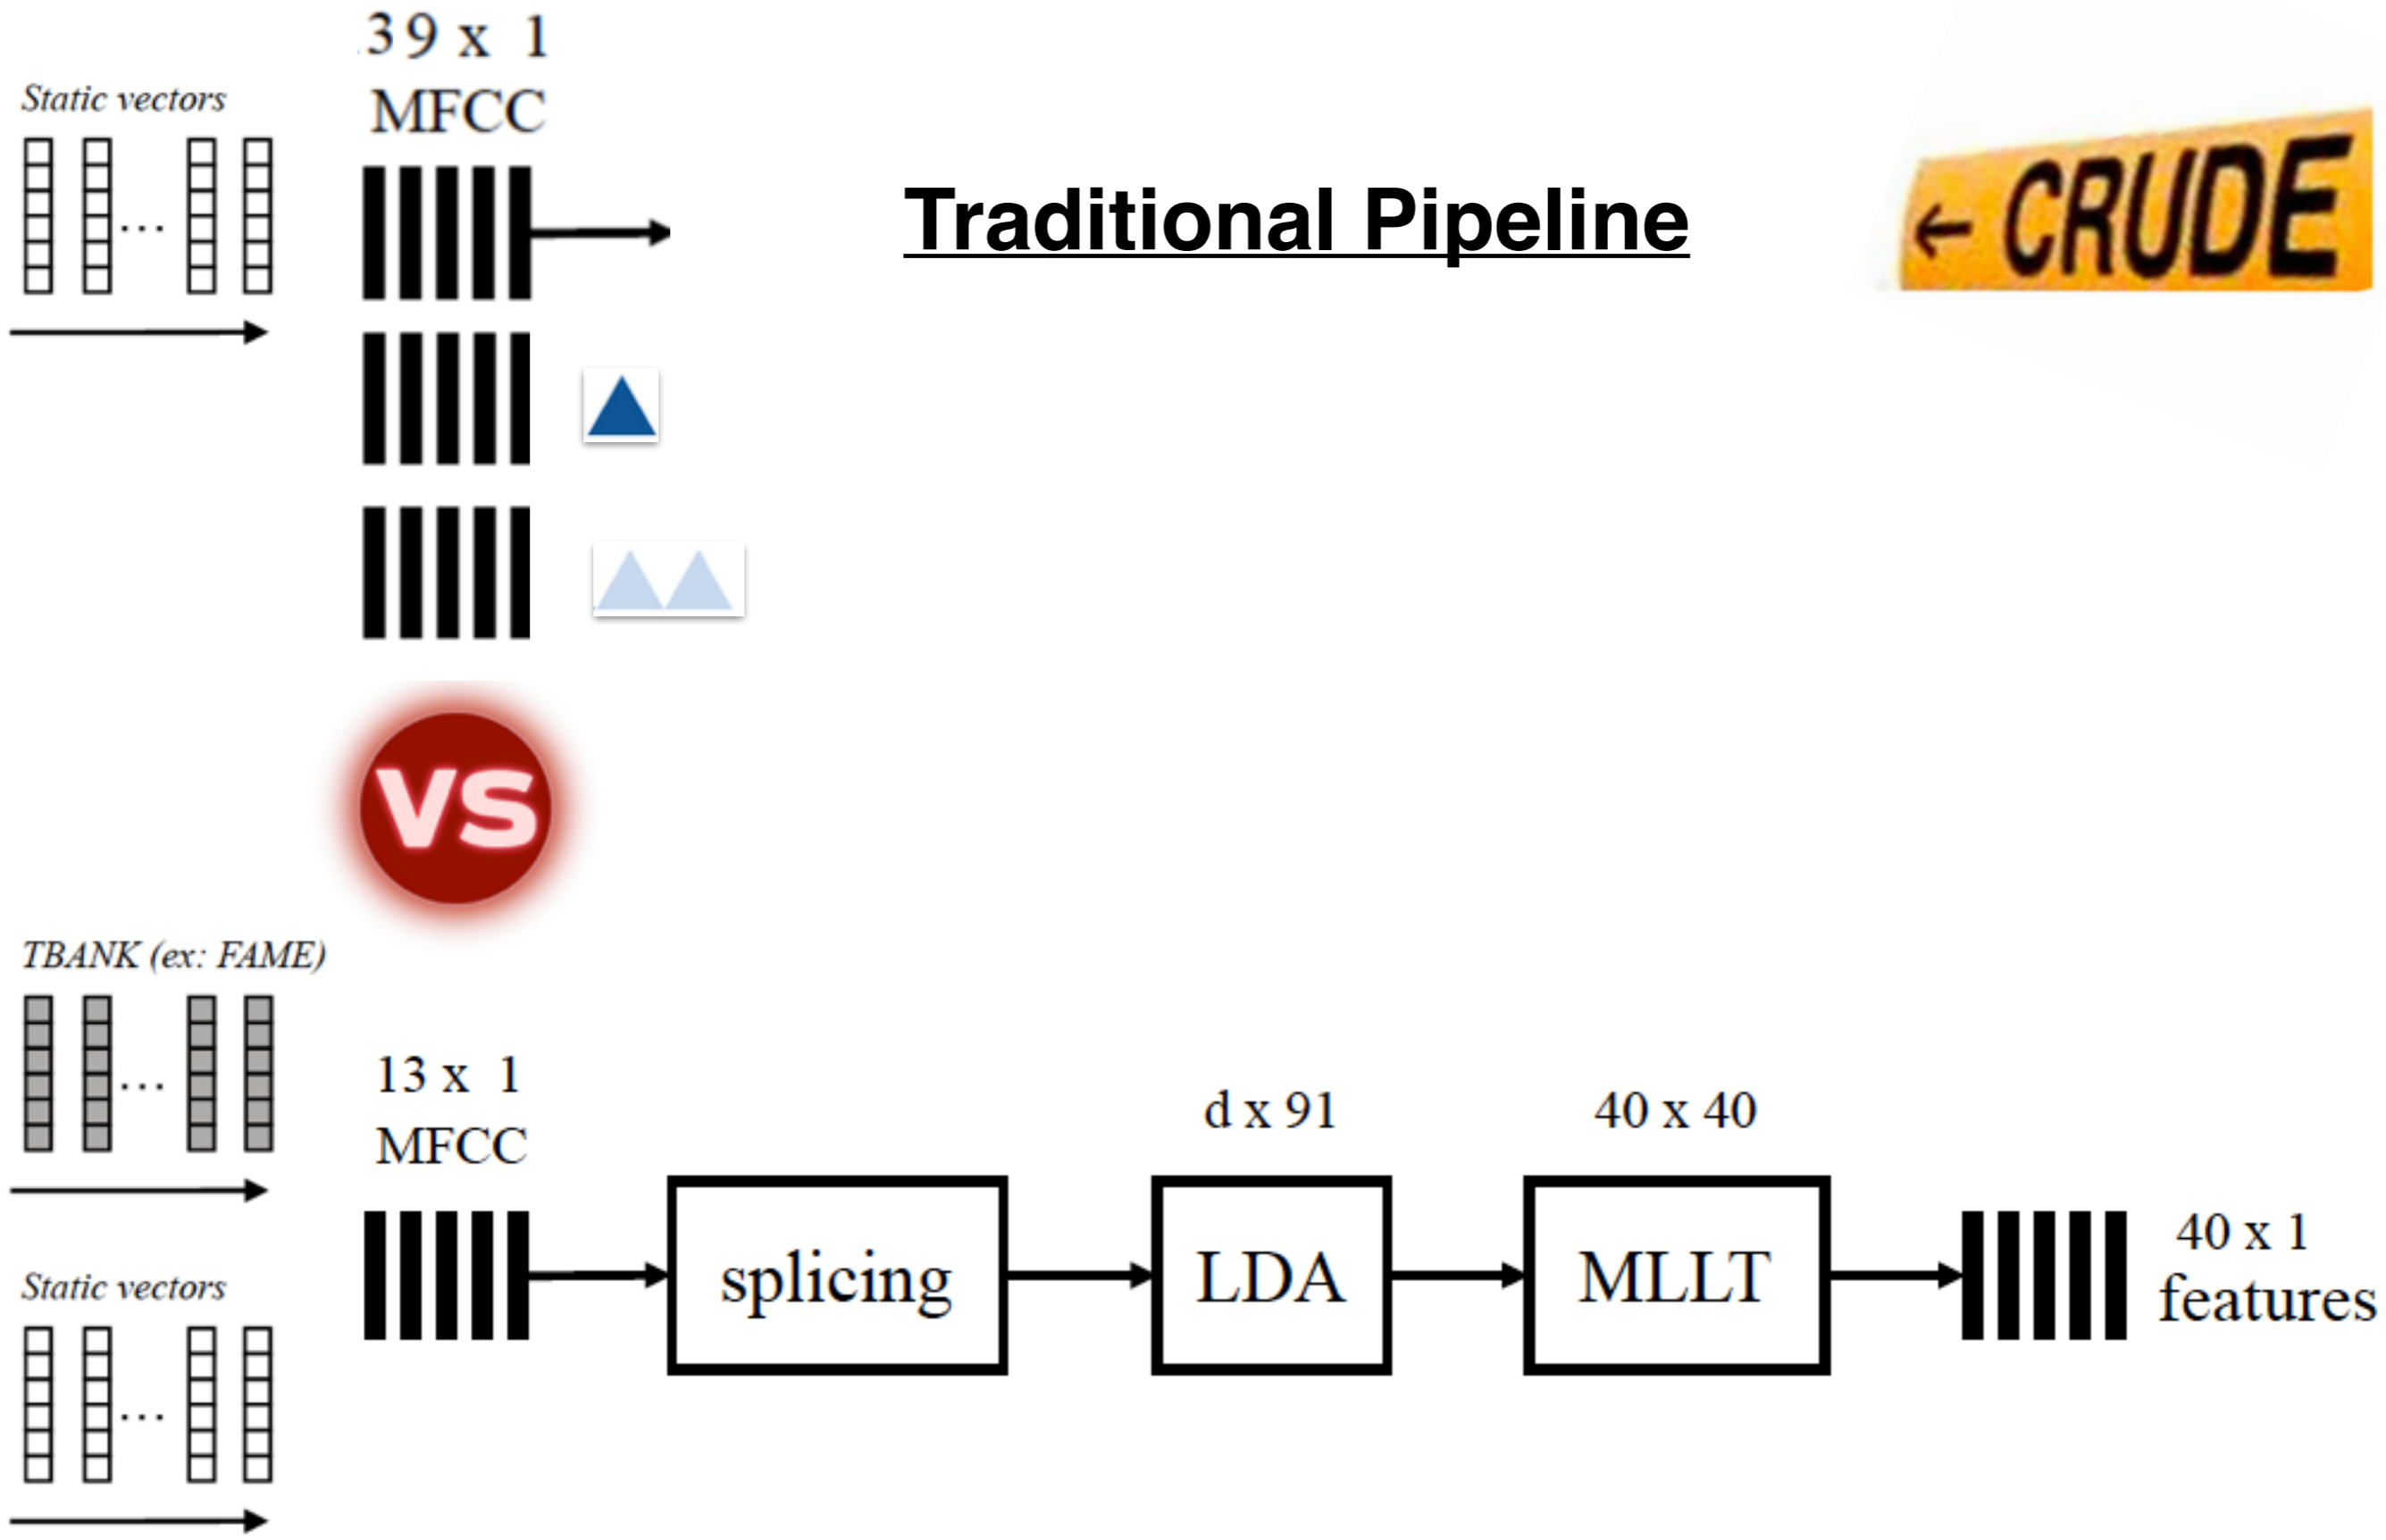 39 x 1
MFCC
Static vectors
...
Traditional Pipeline
← CRUDE
VS
TBANK (ex: FAME)
...
13 x 1
MFCC
d x 91
40 x 40
splicing
LDA
MLLT
40 x 1
features
Static vectors
...